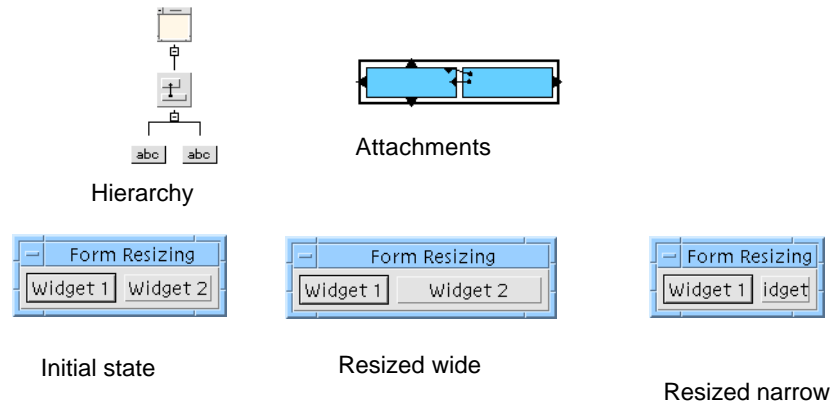 abc abc
Attachments
Hierarchy
Form Resizing
Widget 1 Widget 2
Form Resizing
Widget 1 Widget 2
Form Resizing
Widget 1 idget
Initial state
Resized wide
Resized narrow